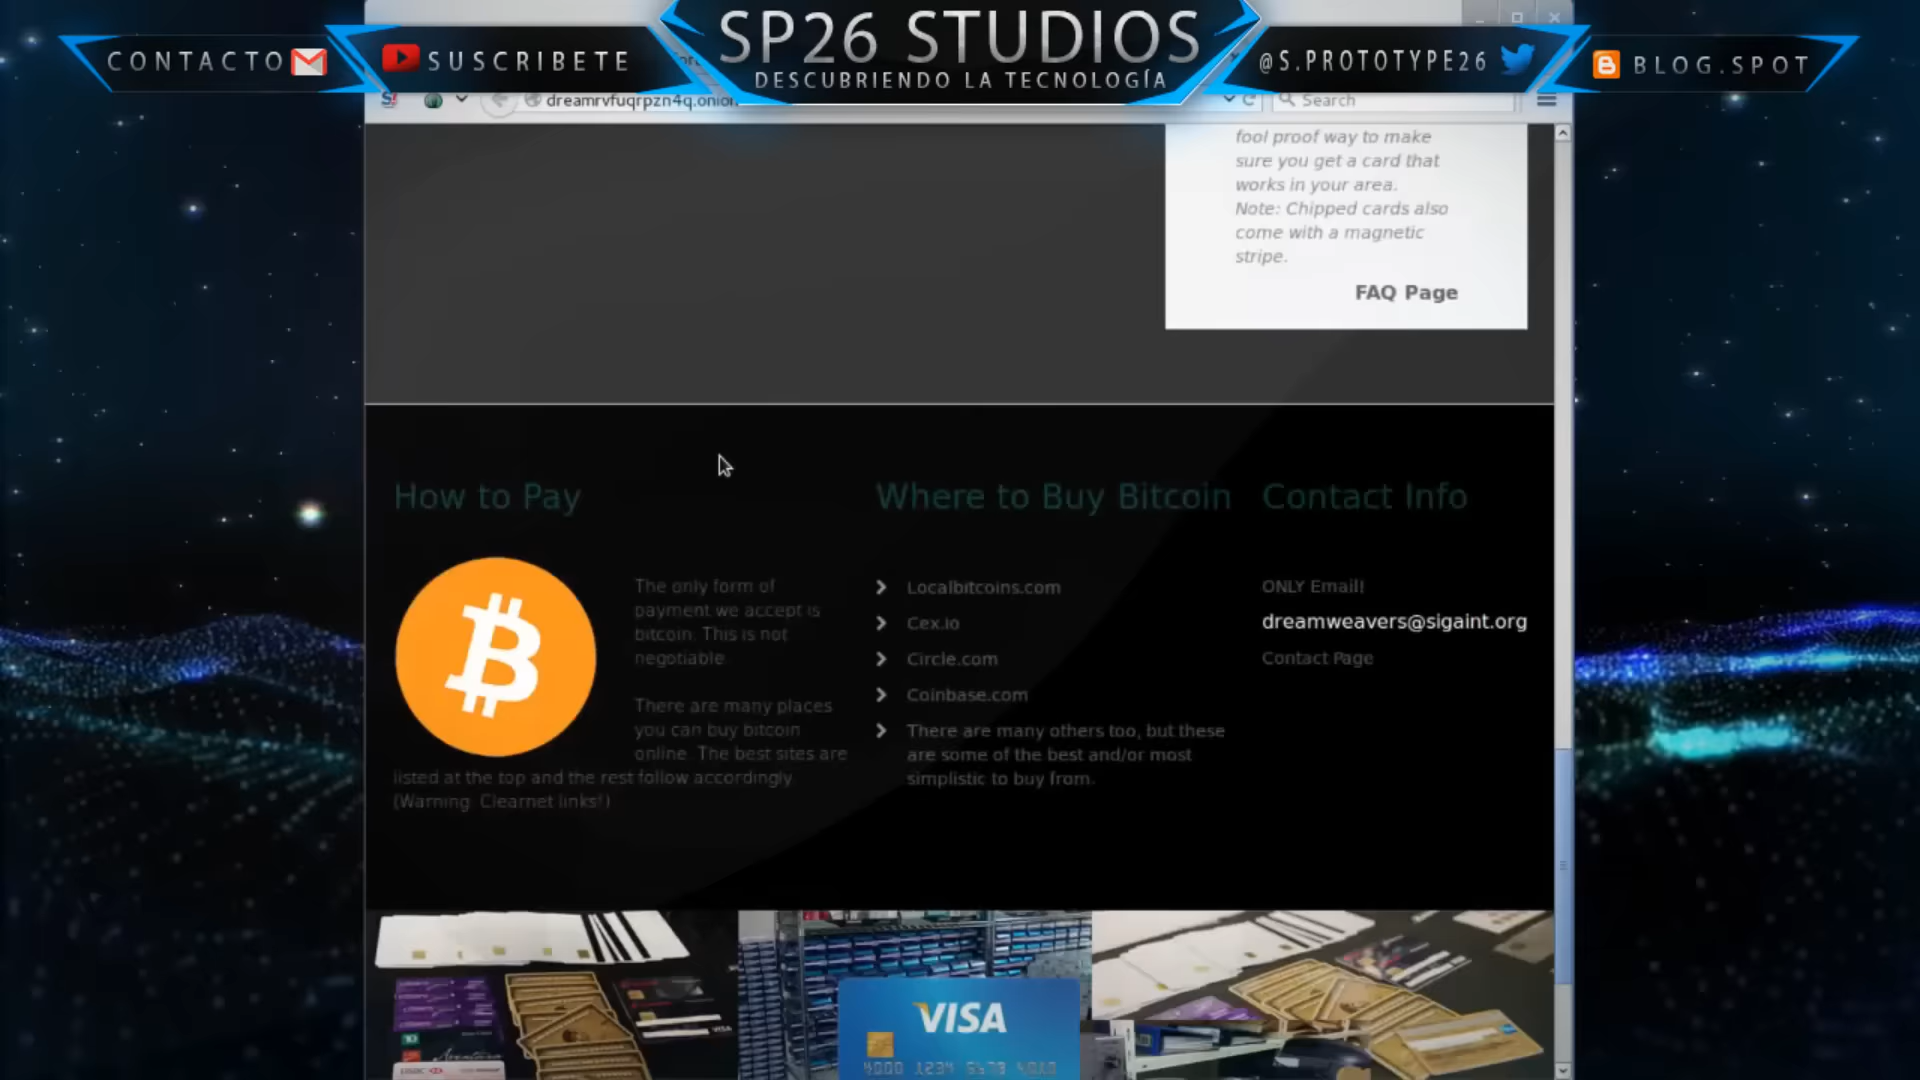 CONTACTO
SUSCRIBETE
SP26 STUDIOS
DESCUBRIENDO LA TECNOLOGÍA
@S.PROTOTYPE26
BLOG.SPOT
dreamrvfuqrpzn4q.onion
Search
fool proof way to make
sure you get a card that
works in your area.
Note: Chipped cards also
come with a magnetic
stripe.
FAQ Page
How to Pay
The only form of
payment we accept is
bitcoin. This is not
negotiable.
There are many places
you can buy bitcoin
online. The best sites are
listed at the top and the rest follow accordingly.
(Warning: Clearnet links!)
Where to Buy Bitcoin
Localbitcoins.com
Cex.io
Circle.com
Coinbase.com
There are many others too, but these
are some of the best and/or most
simplistic to buy from.
Contact Info
ONLY Email!
dreamweavers@sigaint.org
Contact Page
VISA